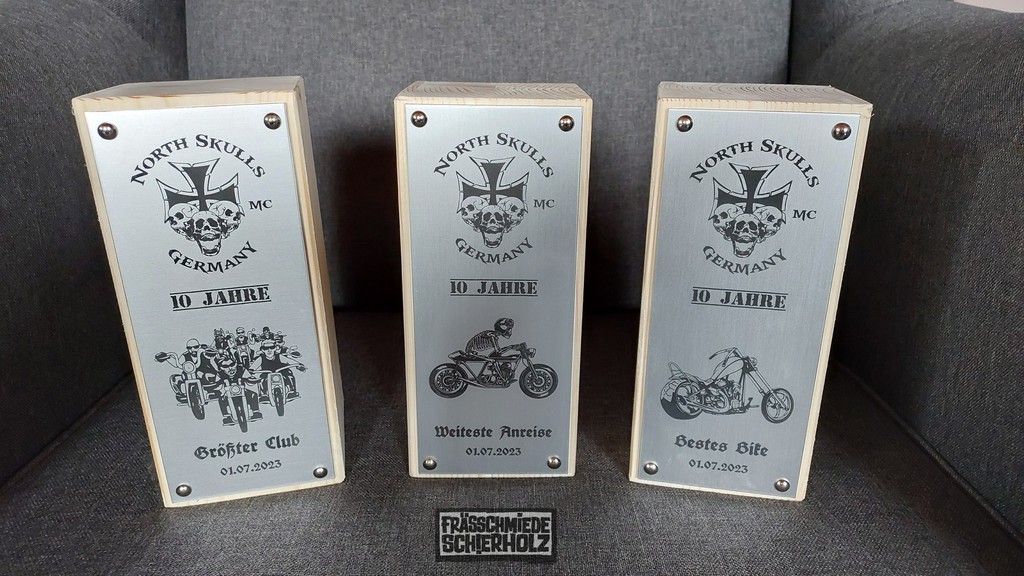 North Skulls
MC
Germany
10 JAHRE
Größter Club
01.07.2023
North Skulls
MC
Germany
10 JAHRE
Weiteste Anreise
01.07.2023
North Skulls
MC
Germany
10 JAHRE
Bestes Bike
01.07.2023
FRÄSSCHMIEDE
SCHIERHOLZ